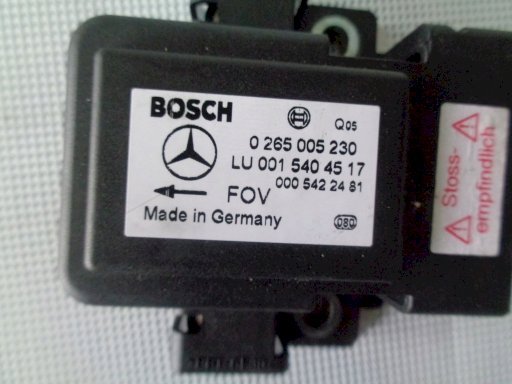 BOSCH
Q05
0 265 005 230
LU 001 540 45 17
000 542 24 81
FOV
Made in Germany
080
Stoss-
empfindlich